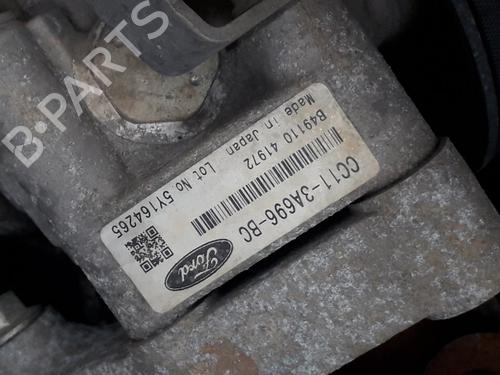 B-PARTS
Made in Japan Lot No 5Y164265
B49110 41972
CC11-3A696-BC
Ford